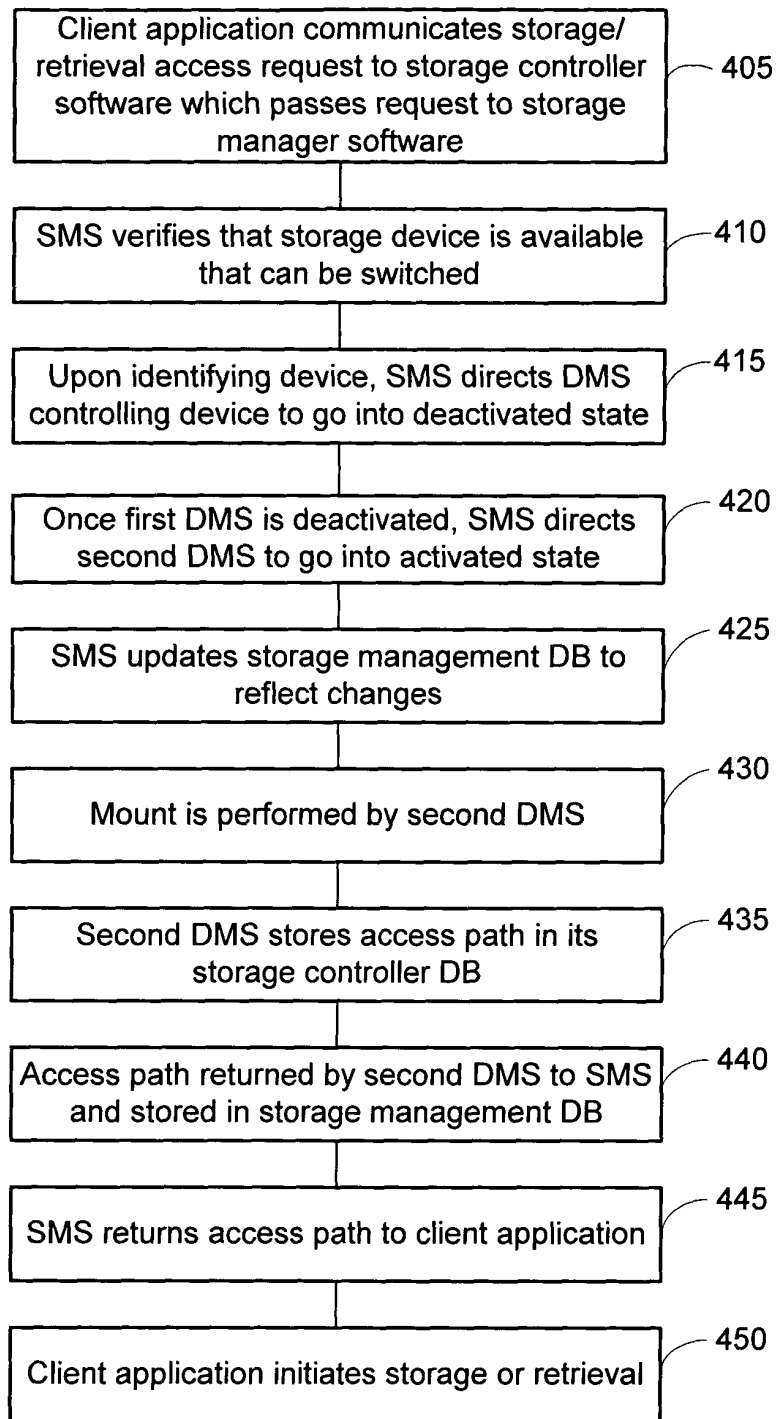 Client application communicates storage/
retrieval access request to storage controller
software which passes request to storage
manager software
405
SMS verifies that storage device is available
that can be switched
410
Upon identifying device, SMS directs DMS
controlling device to go into deactivated state
415
Once first DMS is deactivated, SMS directs
second DMS to go into activated state
420
SMS updates storage management DB to
reflect changes
425
Mount is performed by second DMS
430
Second DMS stores access path in its
storage controller DB
435
Access path returned by second DMS to SMS
and stored in storage management DB
440
SMS returns access path to client application
445
Client application initiates storage or retrieval
450